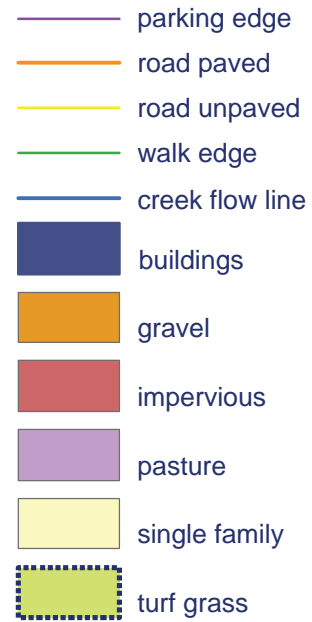 parking edge
road paved
road unpaved
walk edge
creek flow line
buildings
gravel
impervious
pasture
single family
turf grass